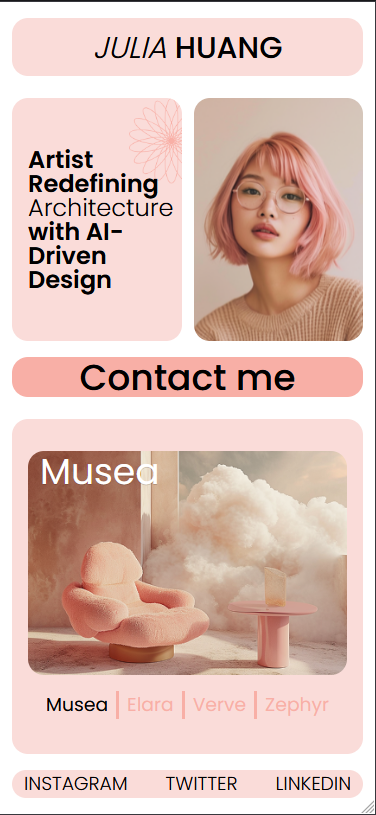 JULIA HUANG
Artist
Redefining
Architecture
with AI-
Driven
Design
Contact me
Musea
Musea | Elara | Verve | Zephyr
INSTAGRAM TWITTER LINKEDIN